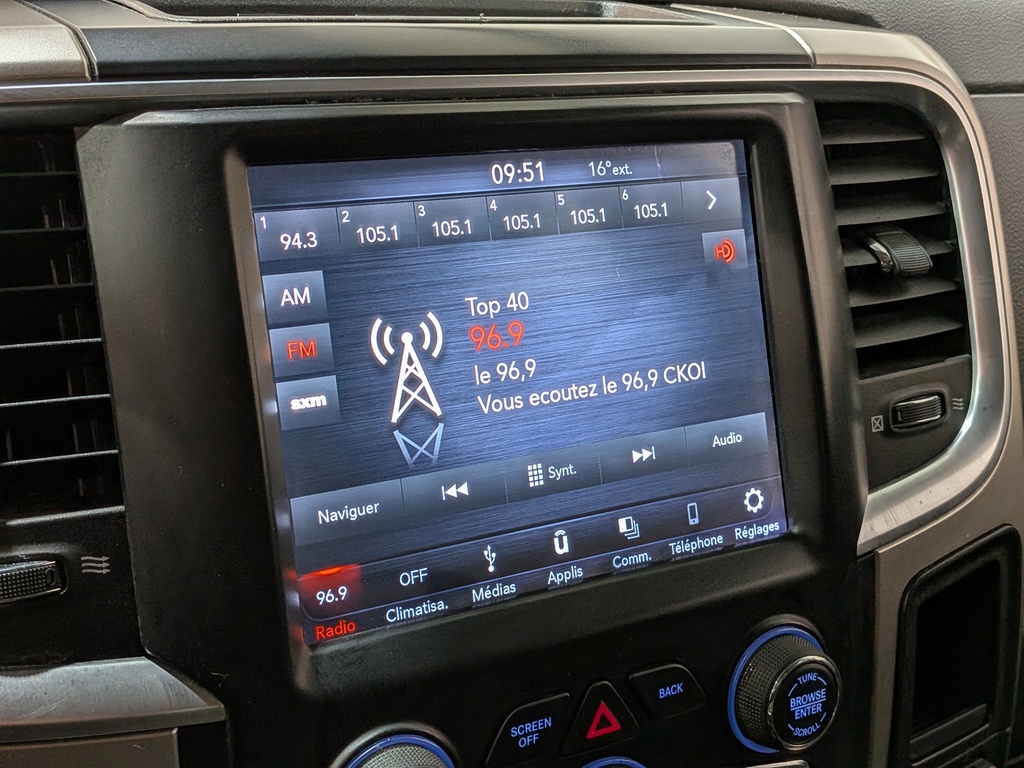 09:51 16° ext.
1 94.3 2 105.1 3 105.1 4 105.1 5 105.1 6 105.1 >
HD
AM
FM
sxm
Top 40
96.9
le 96,9
Vous ecoutez le 96,9 CKOI
Naviguer Synt. Audio
96.9 OFF
Radio Climatisa. Médias Applis Comm. Téléphone Réglages
SCREEN
OFF
BACK
TUNE
BROWSE
ENTER
SCROLL